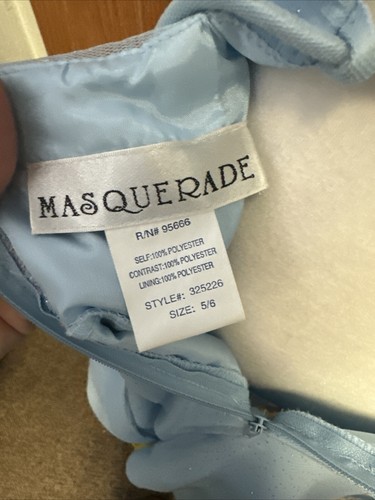 MASQUERADE
R/N# 95666
SELF:100% POLYESTER
CONTRAST:100% POLYESTER
LINING:100% POLYESTER
STYLE#: 325226
SIZE: 5/6